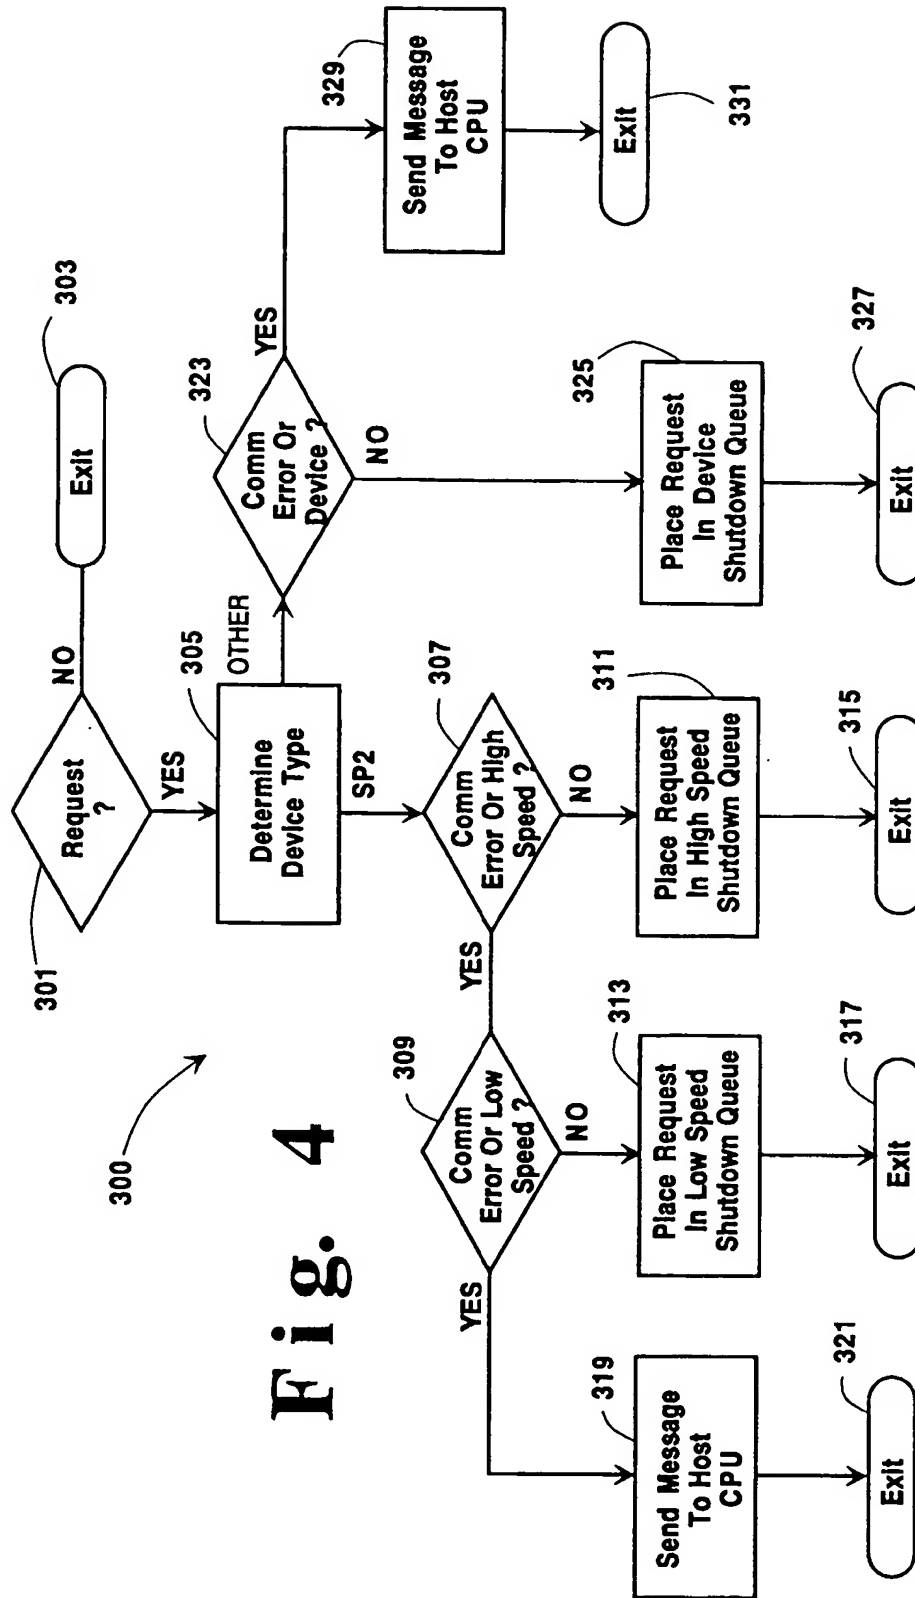 Fig. 4
300
301
Request
?
NO
303
Exit
YES
305
Determine
Device Type
OTHER
SP2
323
Comm
Error Or
Device ?
YES
NO
329
Send Message
To Host
CPU
Exit
331
325
Place Request
In Device
Shutdown Queue
327
Exit
307
Comm
Error Or High
Speed ?
YES
NO
311
Place Request
In High Speed
Shutdown Queue
315
Exit
309
Comm
Error Or Low
Speed ?
YES
NO
313
Place Request
In Low Speed
Shutdown Queue
317
Exit
319
Send Message
To Host
CPU
321
Exit